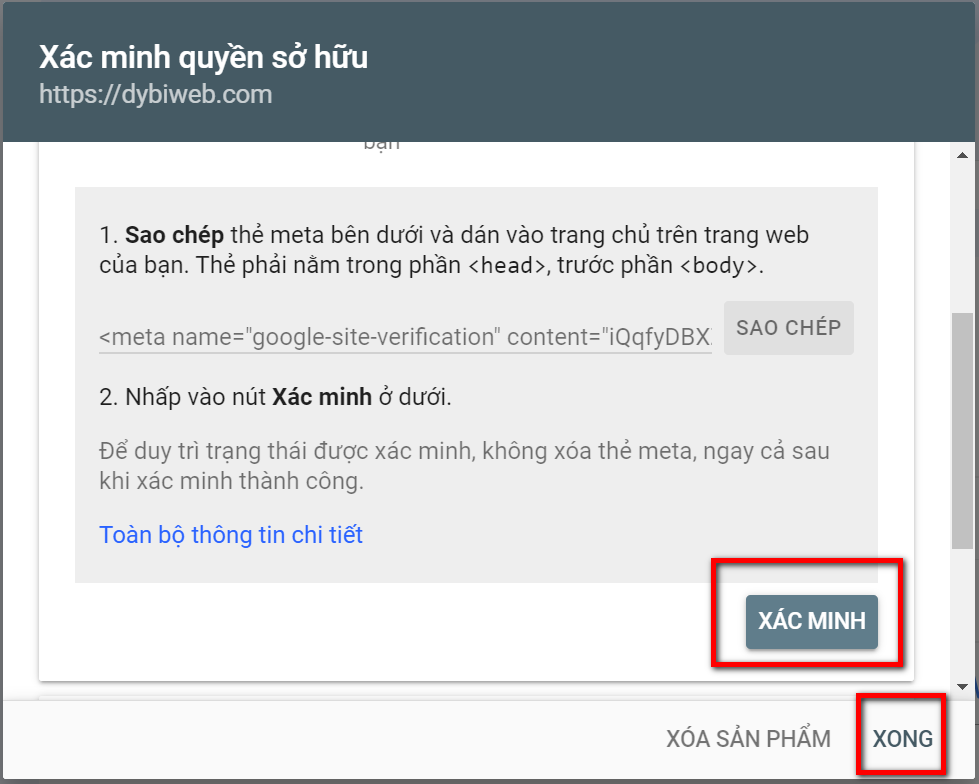 Xác minh quyền sở hữu
https://dybiweb.com
bạn
1. Sao chép thẻ meta bên dưới và dán vào trang chủ trên trang web
của bạn. Thẻ phải nằm trong phần <head>, trước phần <body>.
<meta name="google-site-verification" content="iQqfyDBX
SAO CHÉP
2. Nhấp vào nút Xác minh ở dưới.
Để duy trì trạng thái được xác minh, không xóa thẻ meta, ngay cả sau
khi xác minh thành công.
Toàn bộ thông tin chi tiết
XÁC MINH
XÓA SẢN PHẨM
XONG